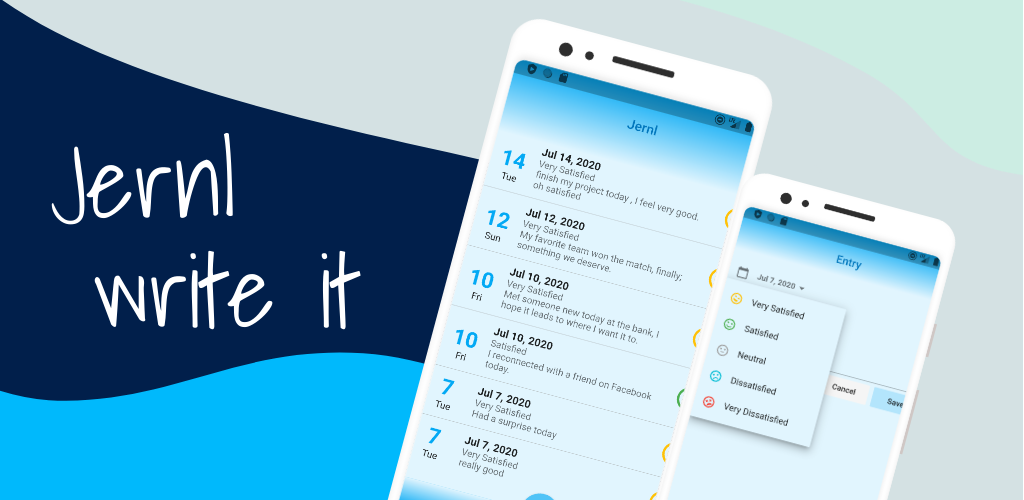 Jernl
write it
Jernl
14
Tue
Jul 14, 2020
Very Satisfied
finish my project today , I feel very good.
oh satisfied
12
Sun
Jul 12, 2020
Very Satisfied
My favorite team won the match, finally;
something we deserve.
10
Fri
Jul 10, 2020
Very Satisfied
Met someone new today at the bank, I
hope it leads to where I want it to.
10
Fri
Jul 10, 2020
Satisfied
I reconnected with a friend on Facebook
today.
7
Tue
Jul 7, 2020
Very Satisfied
Had a surprise today
7
Tue
Jul 7, 2020
Very Satisfied
really good
Entry
Jul 7, 2020
Very Satisfied
Satisfied
Neutral
Dissatisfied
Very Dissatisfied
Cancel
Save